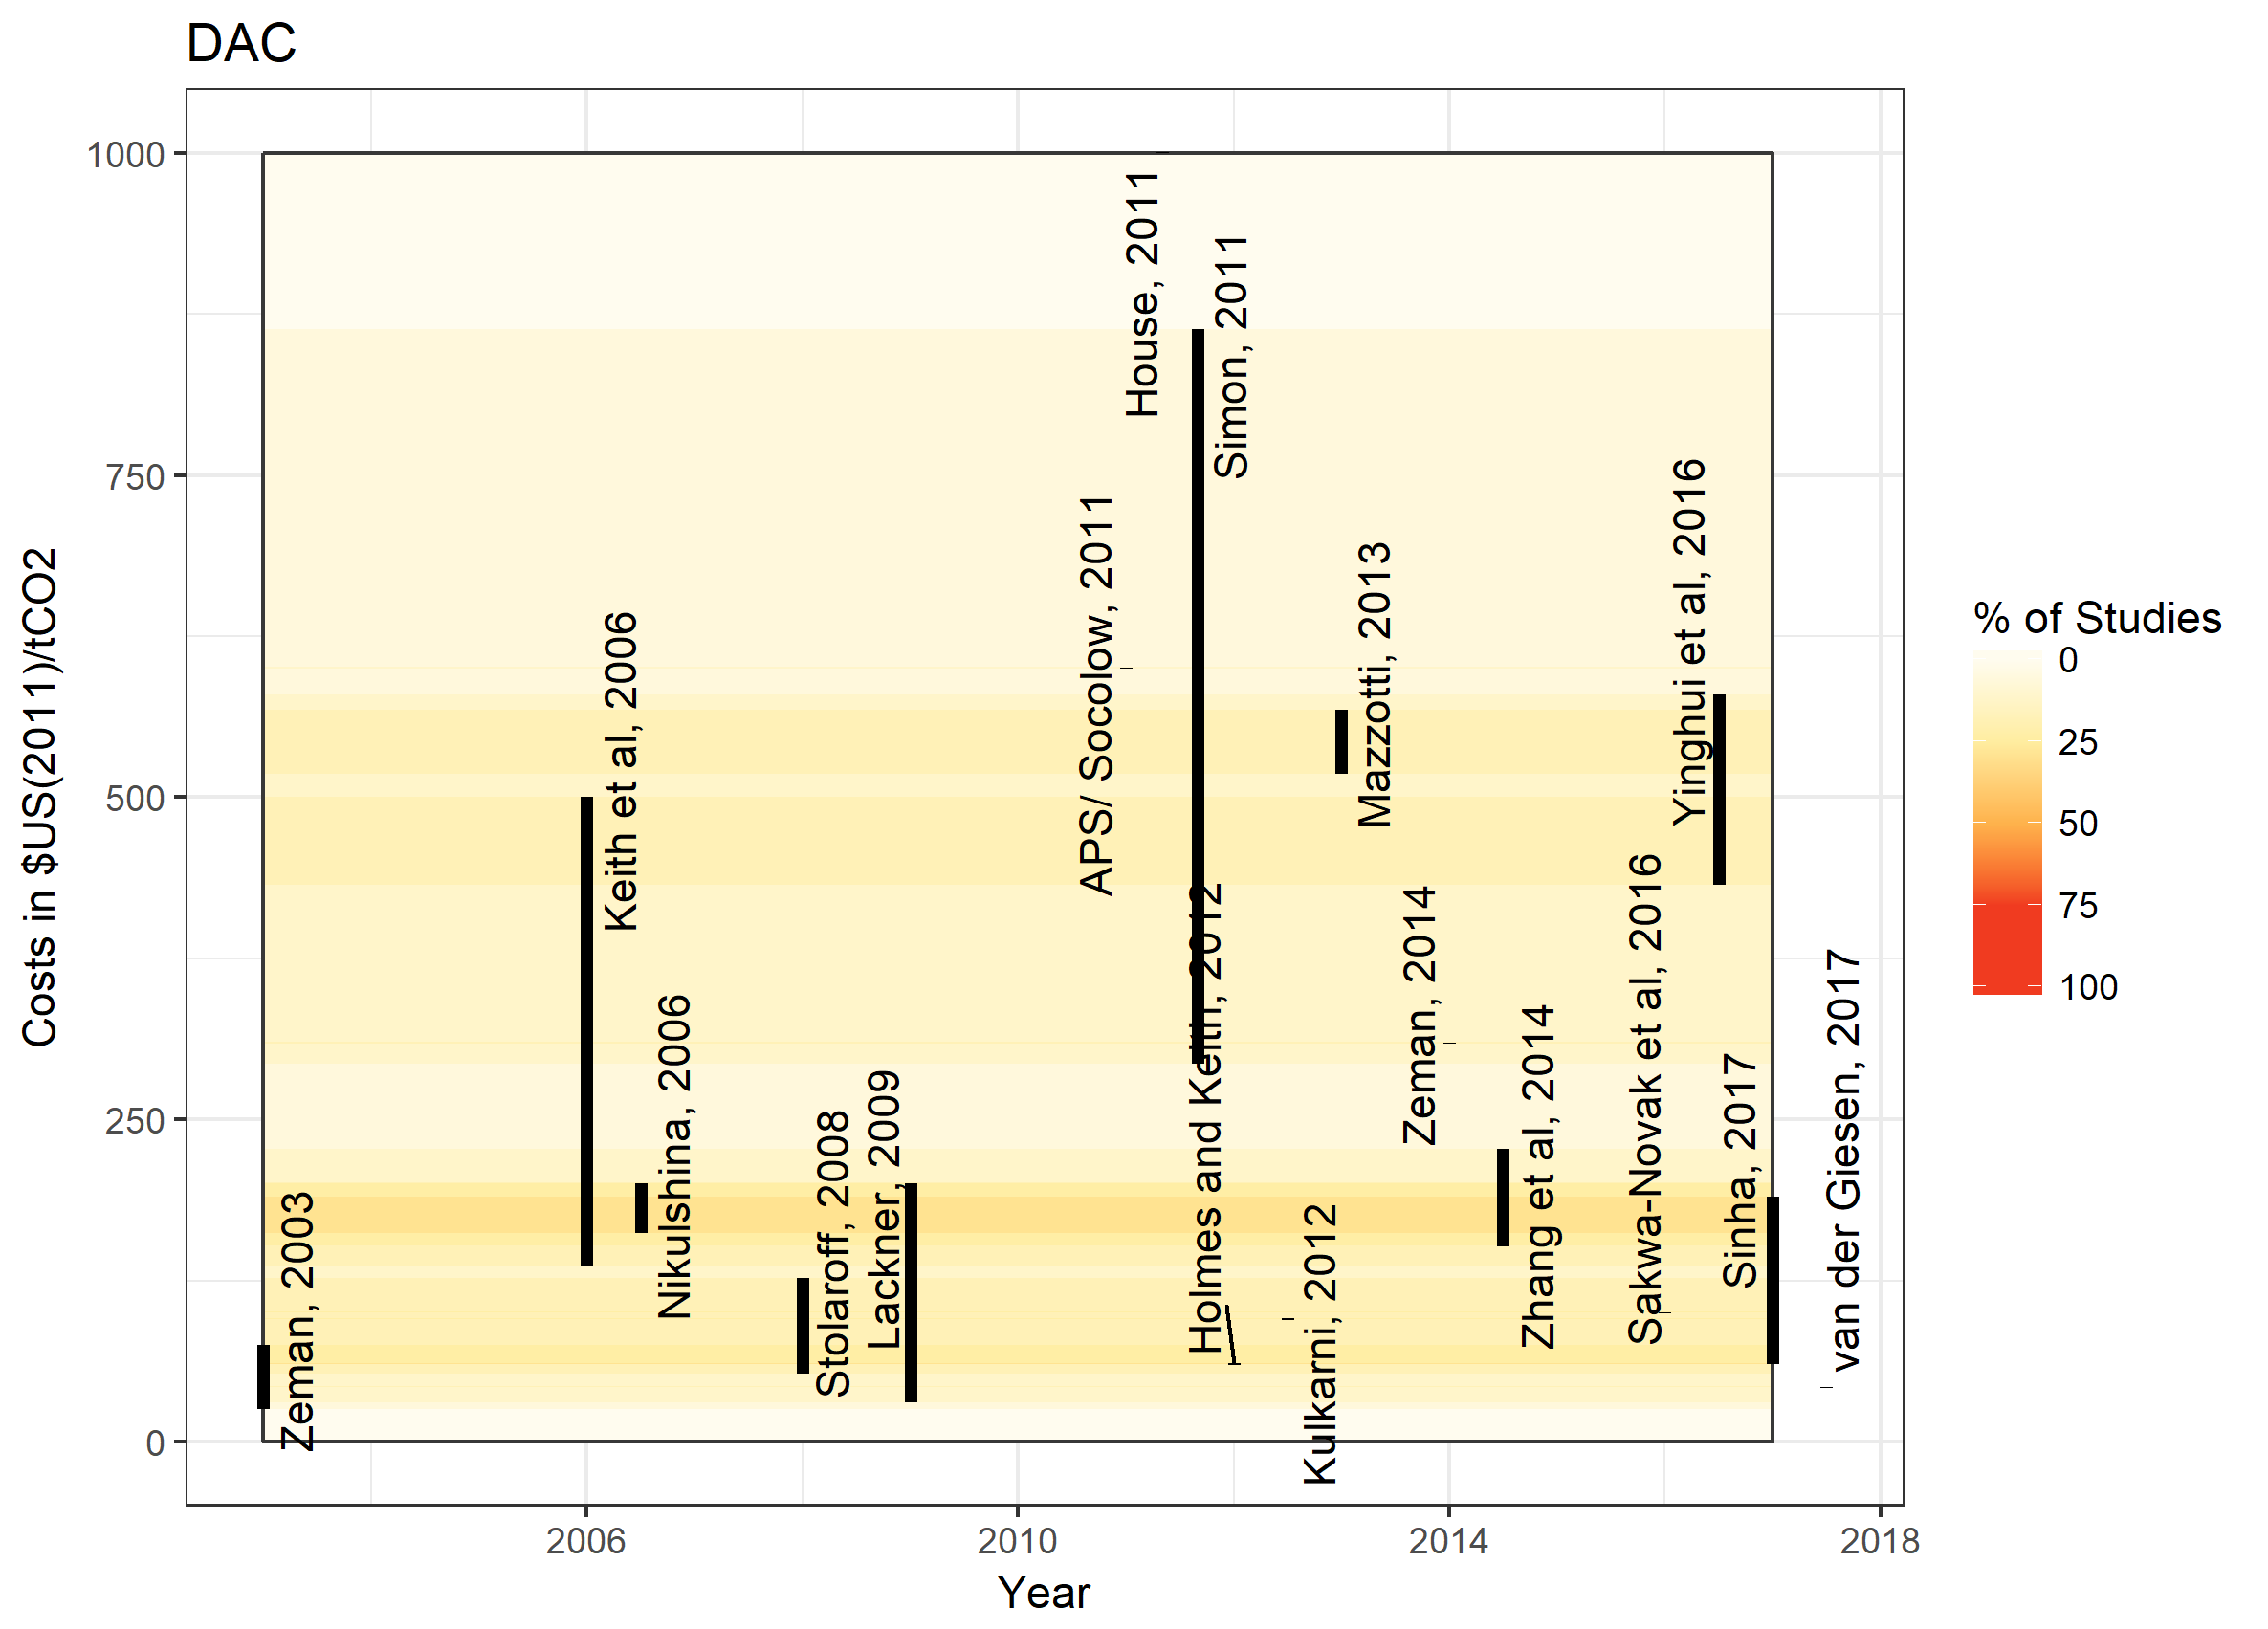 DAC
Costs in $US(2011)/tCO2
1000
750
500
250
0
Zeman, 2003
Keith et al, 2006
Nikulshina, 2006
Stolaroff, 2008
Lackner, 2009
APS/ Socolow, 2011
House, 2011
Simon, 2011
Holmes and Keith, 2012
Kulkarni, 2012
Mazzotti, 2013
Zeman, 2014
Zhang et al, 2014
Sakwa-Novak et al, 2016
Yinghui et al, 2016
Sinha, 2017
van der Giesen, 2017
2006
2010
2014
2018
Year
% of Studies
0
25
50
75
100